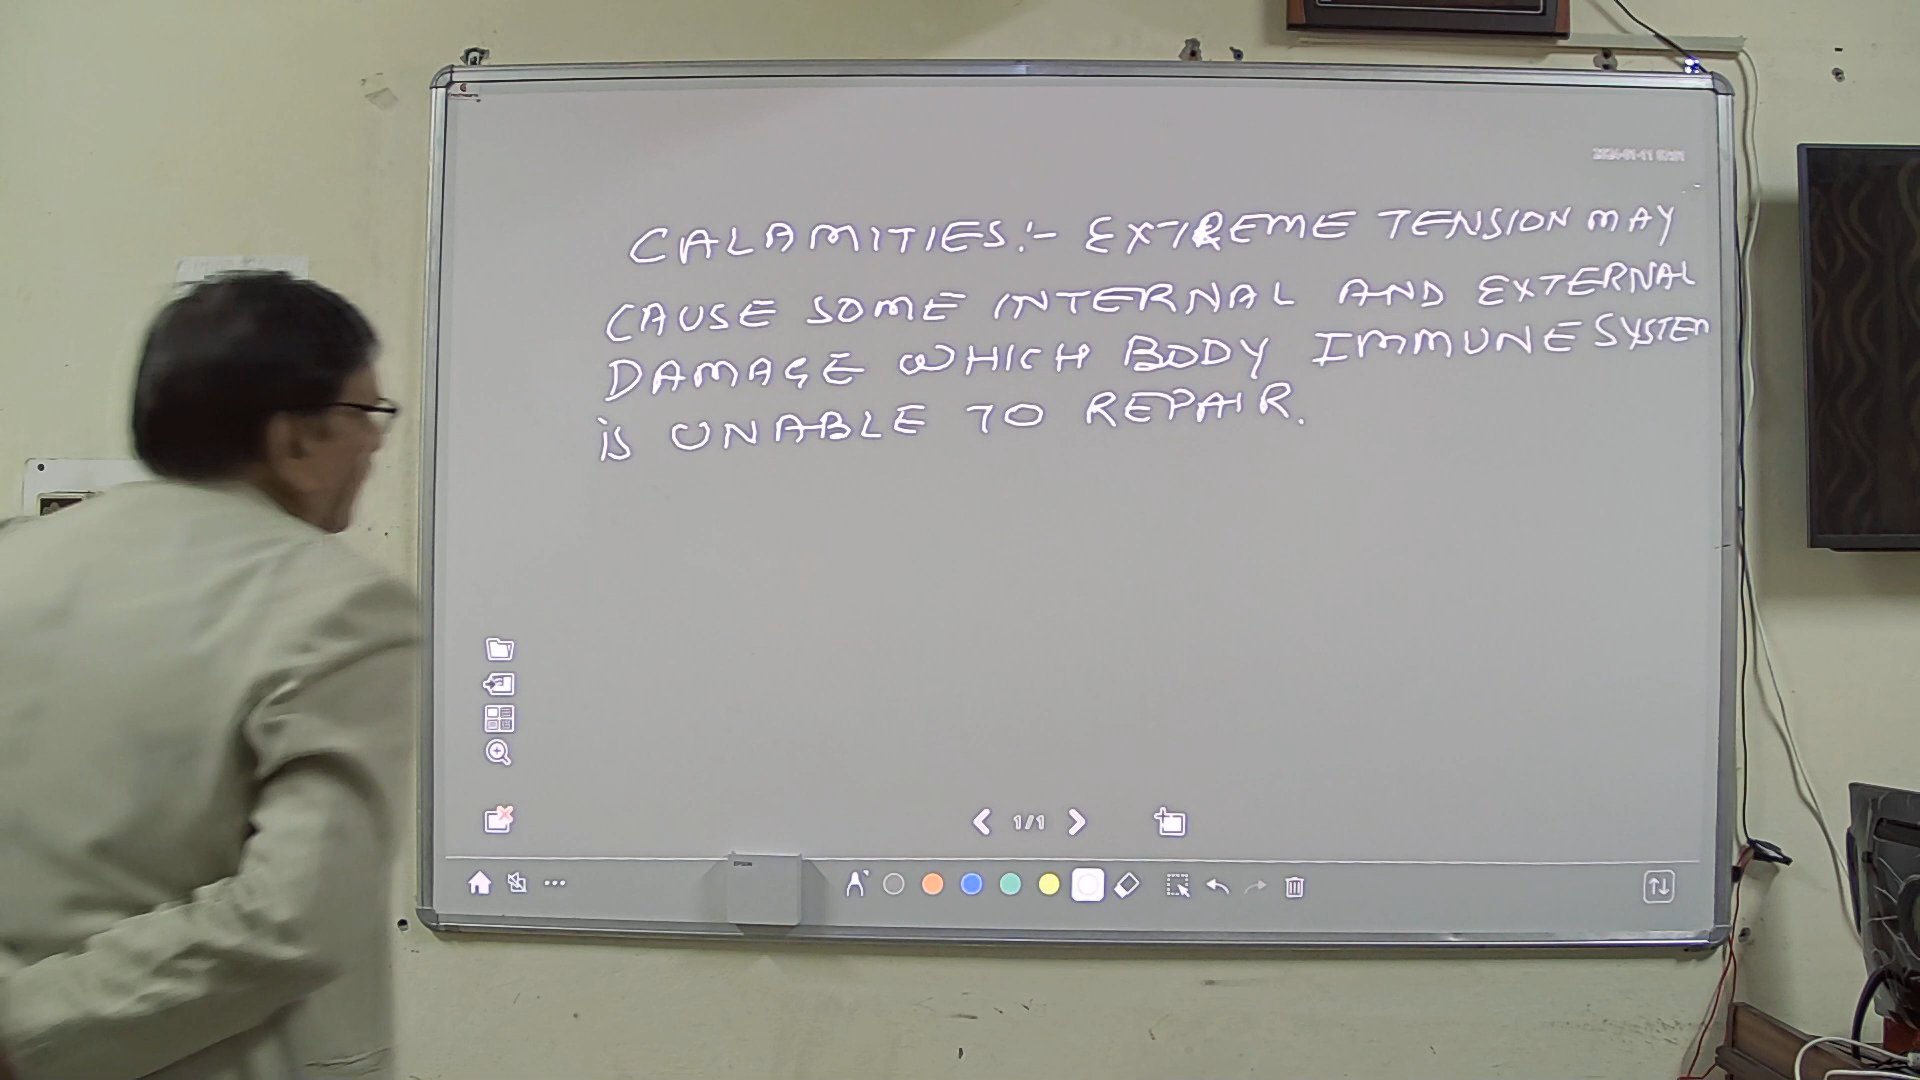 CALAMITIES:- EXTREME TENSION MAY
CAUSE SOME INTERNAL AND EXTERNAL
DAMAGE WHICH BODY IMMUNE SYSTEM
is UNABLE TO REPAIR.
1/1
EPSON